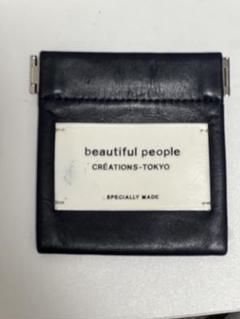 beautiful people
CRÉATIONS-TOKYO
SPECIALLY MADE